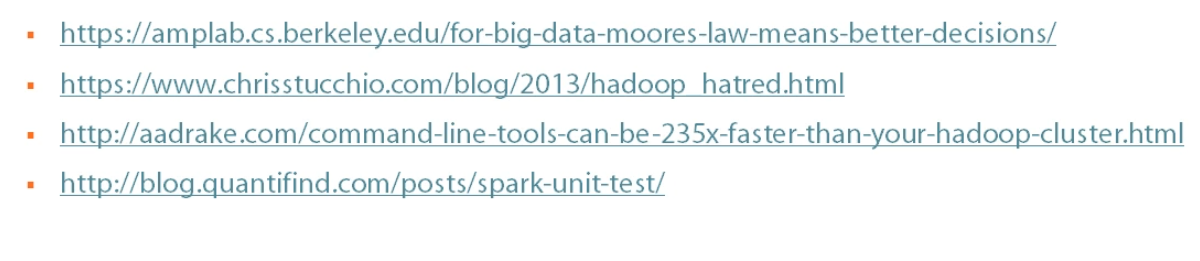 https://amplab.cs.berkeley.edu/for-big-data-moores-law-means-better-decisions/
https://www.chrisstucchio.com/blog/2013/hadoop_hatred.html
http://aadrake.com/command-line-tools-can-be-235x-faster-than-your-hadoop-cluster.html
http://blog.quantifind.com/posts/spark-unit-test/